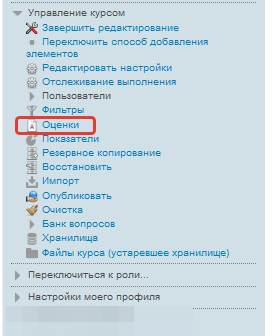 Управление курсом
Завершить редактирование
Переключить способ добавления
элементов
Редактировать настройки
Отслеживание выполнения
Пользователи
Фильтры
Оценки
Показатели
Резервное копирование
Восстановить
Импорт
Опубликовать
Очистка
Банк вопросов
Хранилища
Файлы курса (устаревшее хранилище)
Переключиться к роли...
Настройки моего профиля